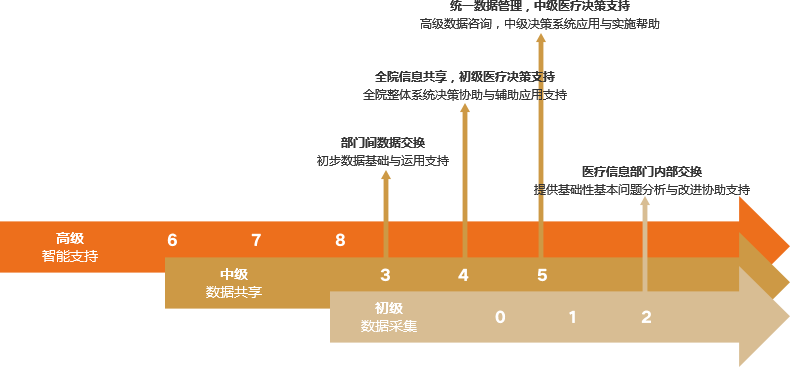 统一数据管理，中级医疗决策支持
高级数据咨询，中级决策系统应用与实施帮助
全院信息共享，初级医疗决策支持
全院整体系统决策协助与辅助应用支持
部门间数据交换
初步数据基础与运用支持
医疗信息部门内部交换
提供基础性基本问题分析与改进协助支持
高级
智能支持
6 7 8
中级
数据共享
3 4 5
初级
数据采集
0 1 2